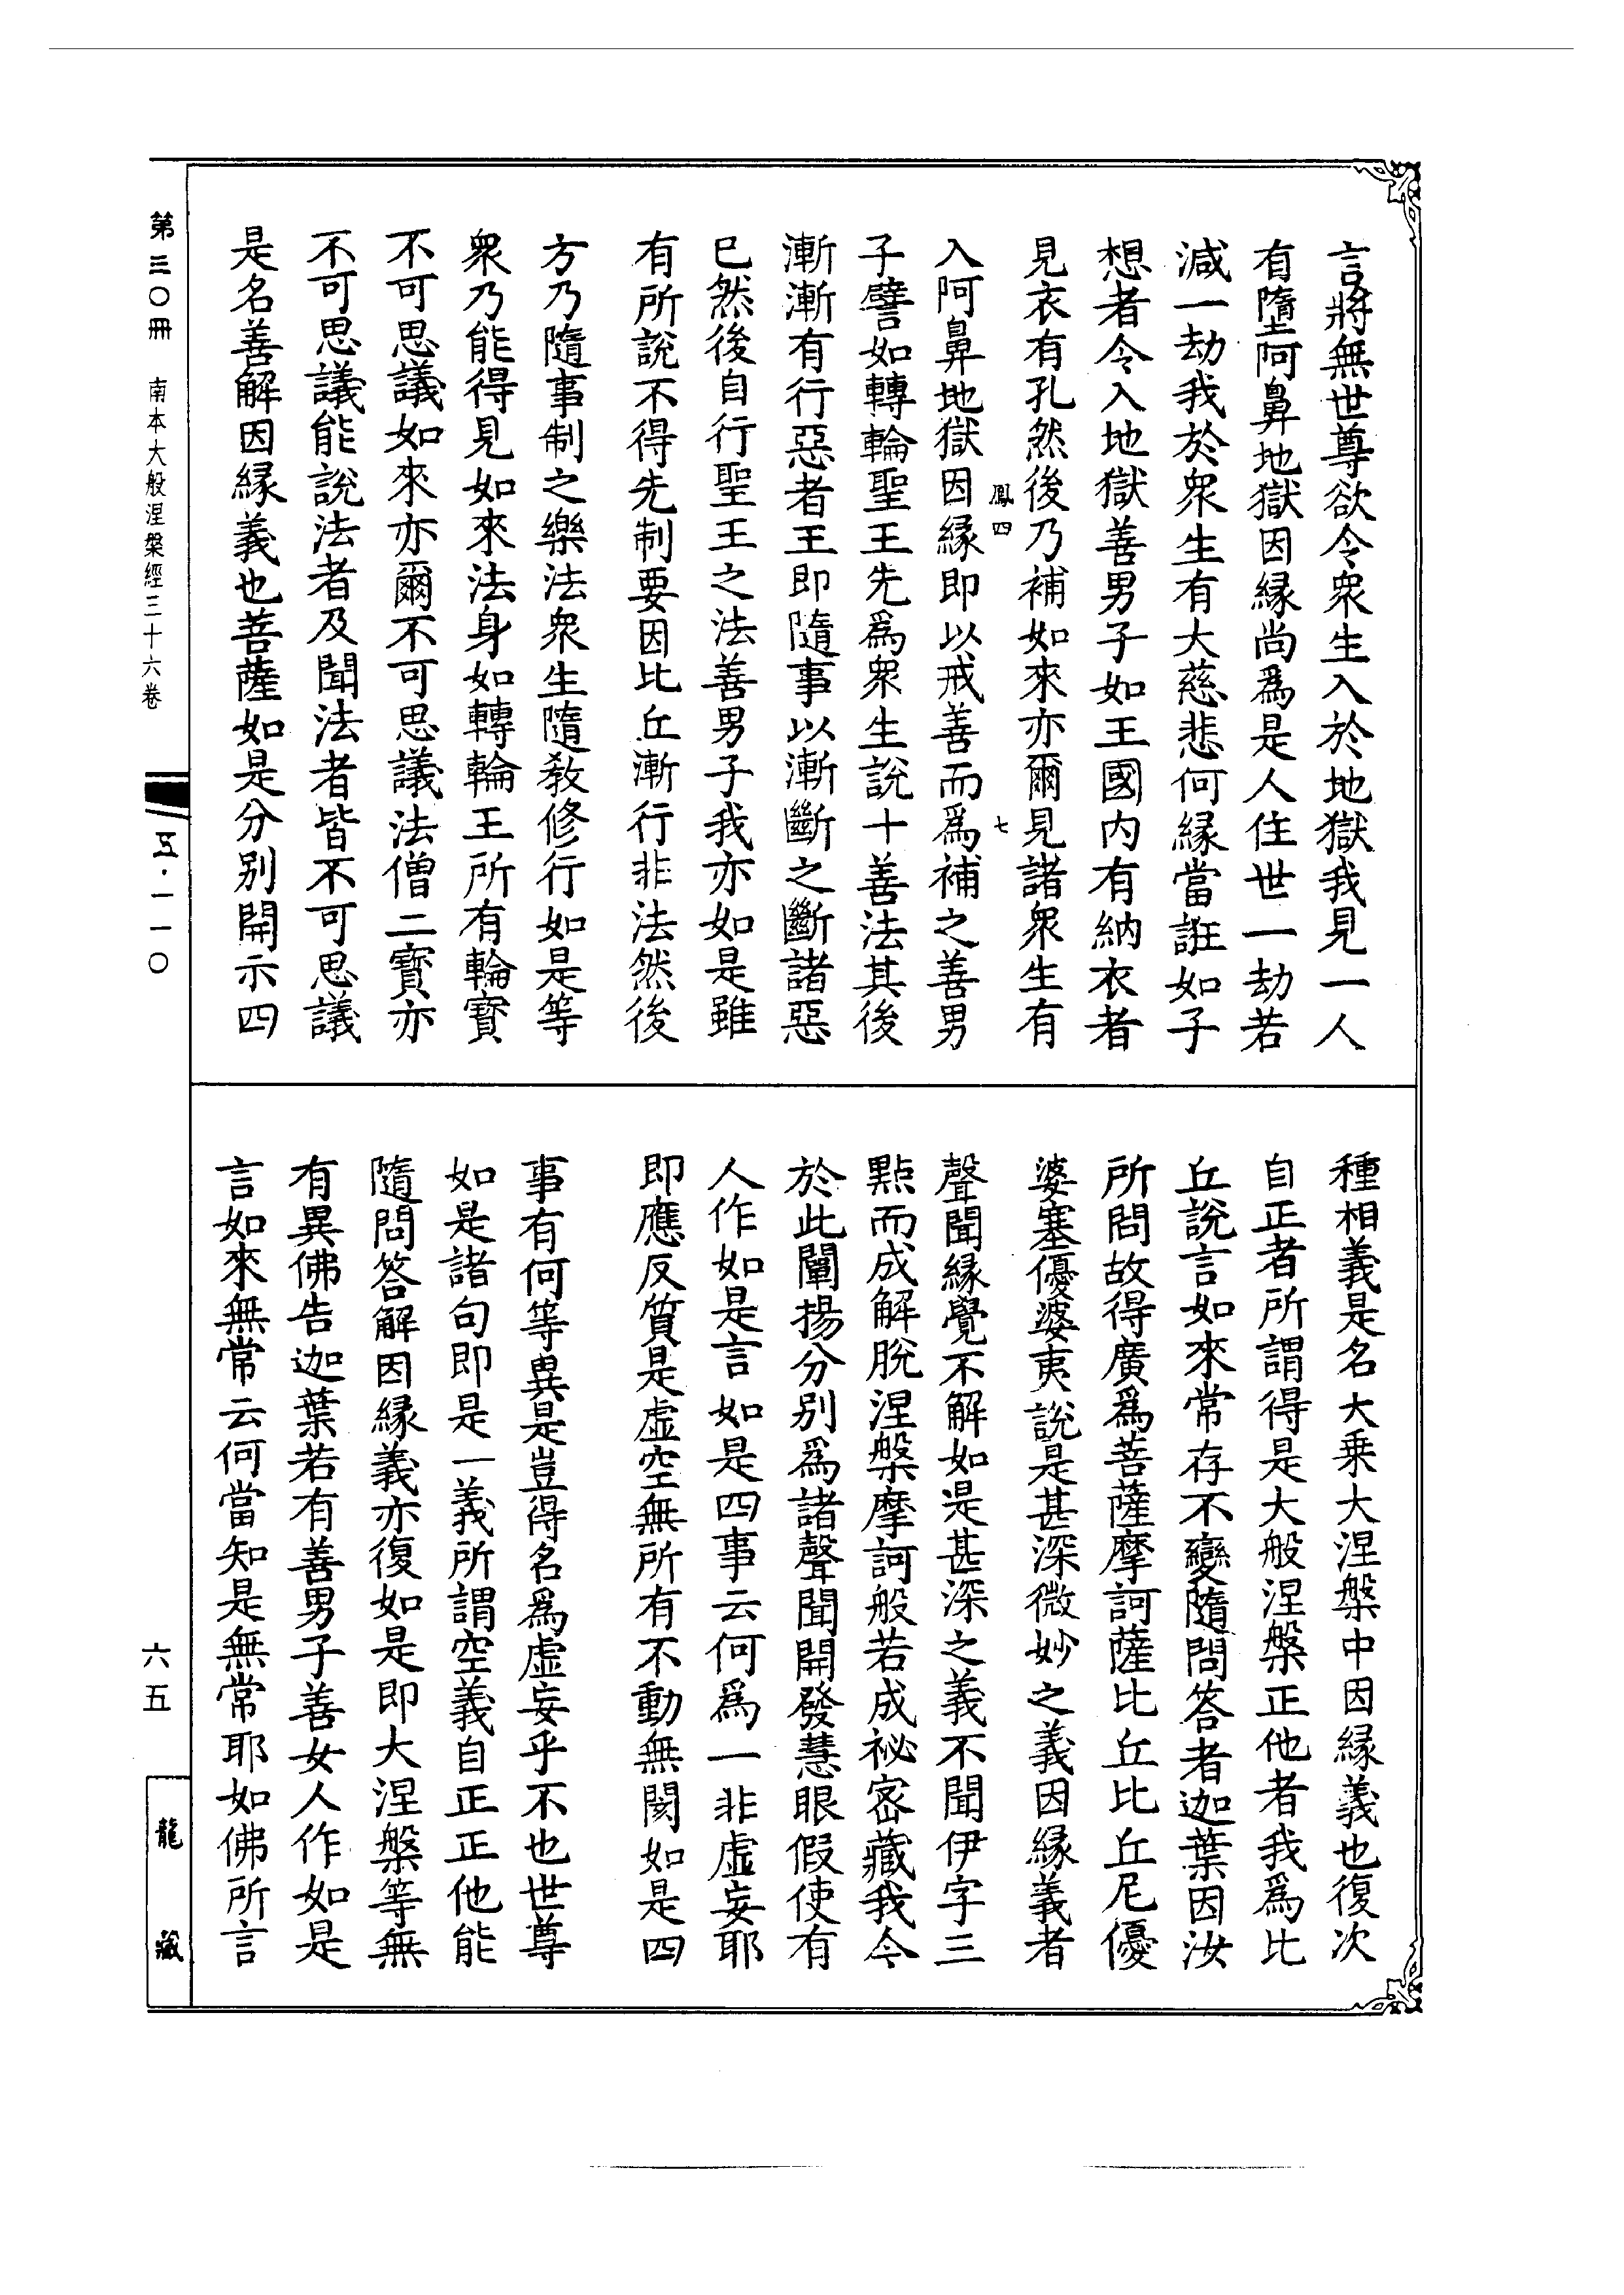 言將無世尊欲令衆生入於地獄我見一人
有墮阿鼻地獄因縁尚爲是人住世一劫若
減一劫我於衆生有大慈悲何縁當誑如子
想者令入地獄善男子如王國内有納衣者
見衣有孔然後乃補如來亦爾見諸衆生有
鳳四
七
入阿鼻地獄因縁即以戒善而爲補之善男
子譬如轉輪聖王先爲衆生説十善法其後
漸漸有行惡者王即隨事以漸斷之斷諸惡
已然後自行聖王之法善男子我亦如是雖
有所説不得先制要因比丘漸行非法然後
方乃隨事制之樂法衆生隨教修行如是等
衆乃能得見如來法身如轉輪王所有輪寳
不可思議如來亦爾不可思議法僧二寳亦
不可思議能説法者及聞法者皆不可思議
是名善解因縁義也菩薩如是分别開示四
種相義是名大乗大涅槃中因縁義也復次
自正者所謂得是大般涅槃正他者我爲比
丘説言如來常存不變隨問答者迦葉因汝
所問故得廣爲菩薩摩訶薩比丘比丘尼優
婆塞優婆夷説是甚深微妙之義因縁義者
聲聞縁覺不解如是甚深之義不聞伊字三
點而成解脱涅槃摩訶般若成祕密藏我今
於此闡揚分别爲諸聲聞開發慧眼假使有
人作如是言如是四事云何爲一非虚妄耶
即應反質是虚空無所有不動無閡如是四
事有何等異是豈得名爲虚妄乎不也世尊
如是諸句即是一義所謂空義自正正他能
隨問答解因縁義亦復如是即大涅槃等無
有異佛告迦葉若有善男子善女人作如是
言如來無常云何當知是無常耶如佛所言
第三〇冊 南本大般涅槃經三十六卷
五·一一〇
六五
龍藏